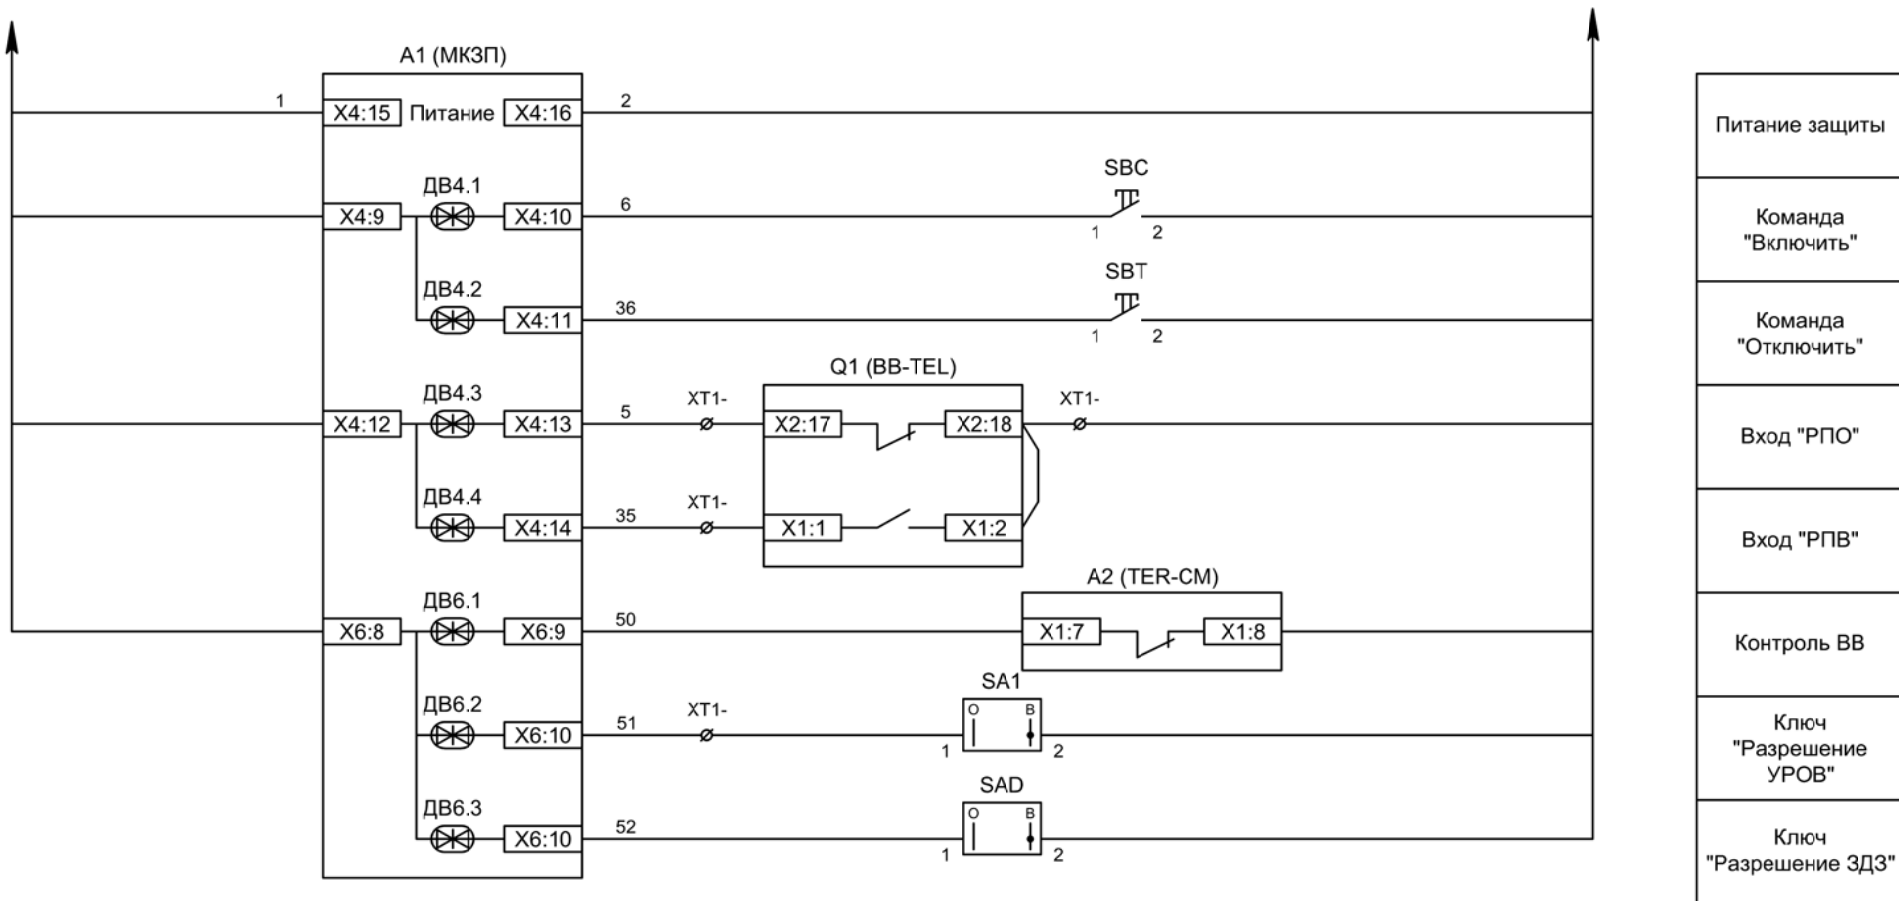 А1 (МКЗП)
1
X4:15
Питание
X4:16
2
Питание защиты
ДВ4.1
X4:9
X4:10
6
SBC
1
2
Команда
"Включить"
ДВ4.2
X4:11
36
SBT
1
2
Команда
"Отключить"
Q1 (BB-TEL)
ДВ4.3
X4:12
X4:13
5
XT1-
X2:17
X2:18
XT1-
Вход "РПО"
ДВ4.4
X4:14
35
XT1-
X1:1
X1:2
Вход "РПВ"
A2 (TER-CM)
ДВ6.1
X6:8
X6:9
50
X1:7
X1:8
Контроль ВВ
ДВ6.2
X6:10
51
XT1-
SA1
О
В
1
2
Ключ
"Разрешение
УРОВ"
ДВ6.3
X6:10
52
SAD
О
В
1
2
Ключ
"Разрешение ЗДЗ"